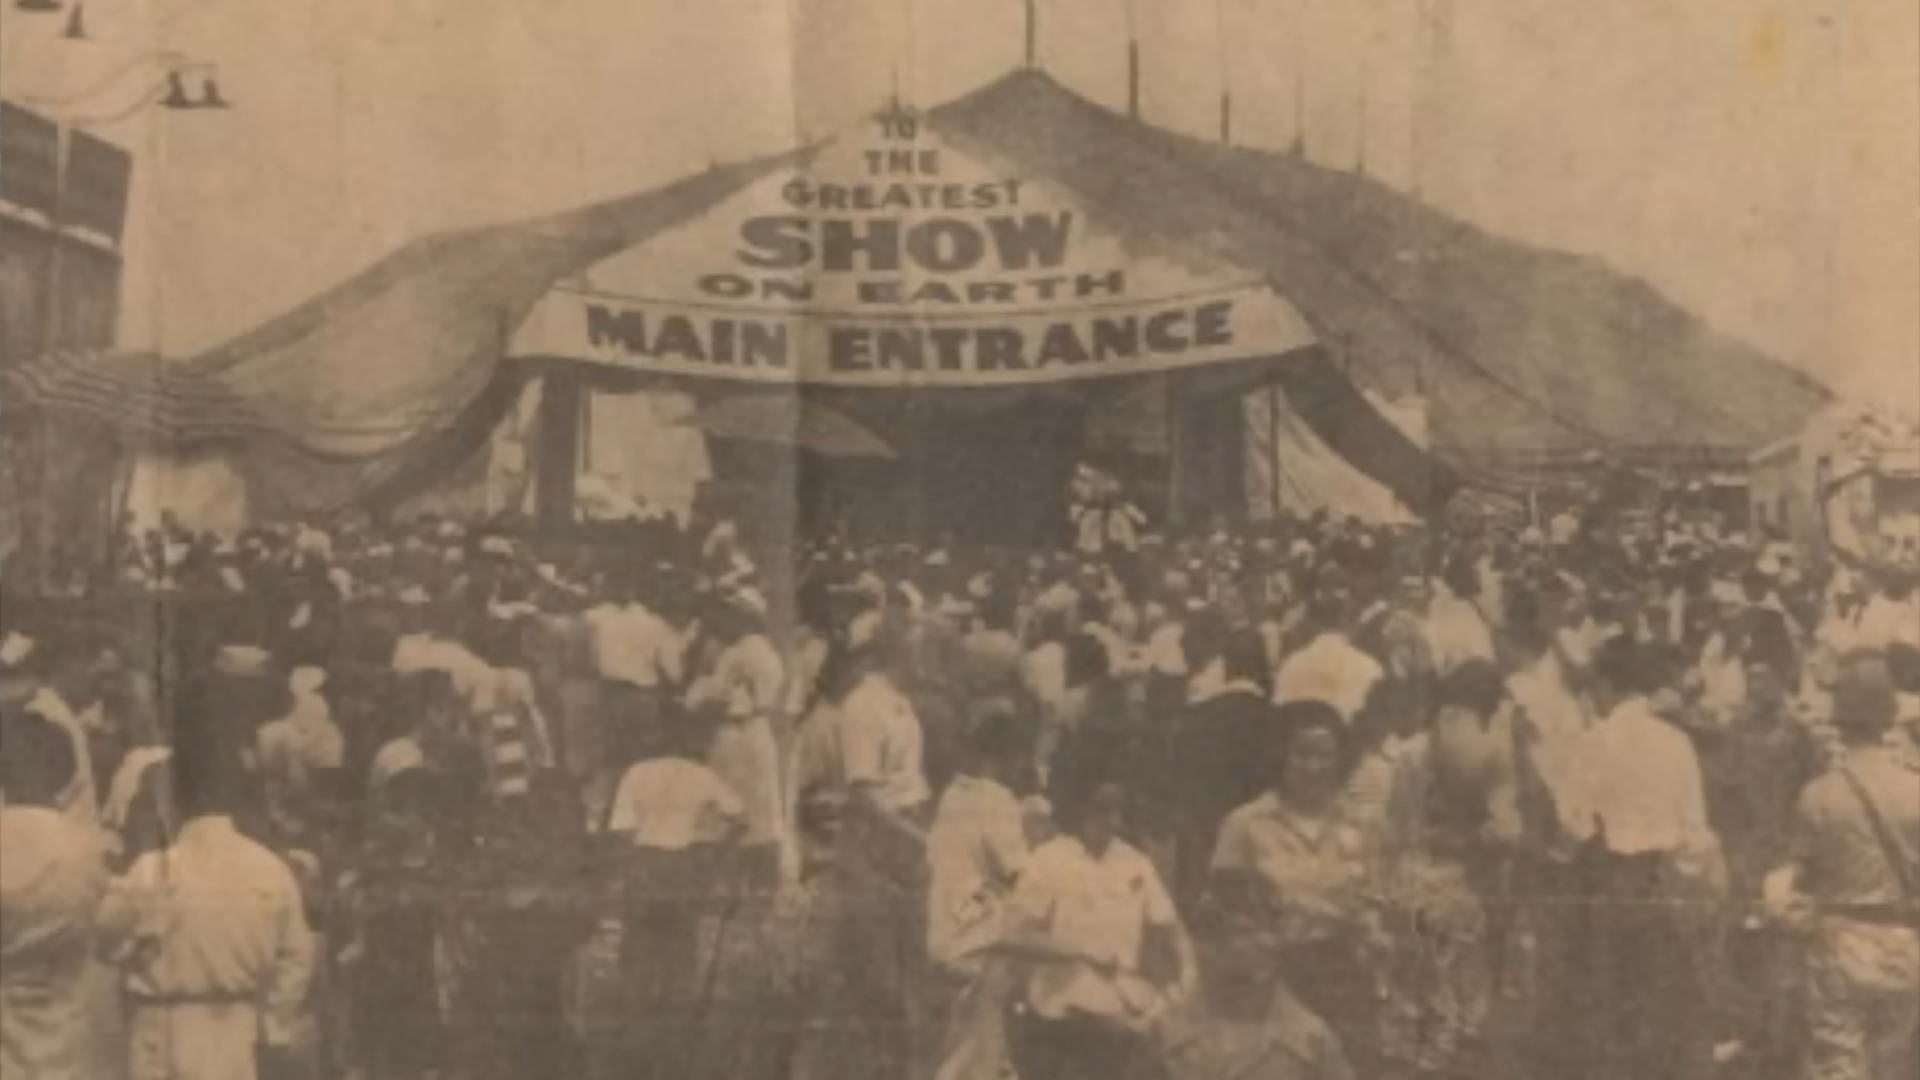 TO
THE
GREATEST
SHOW
ON EARTH
MAIN ENTRANCE